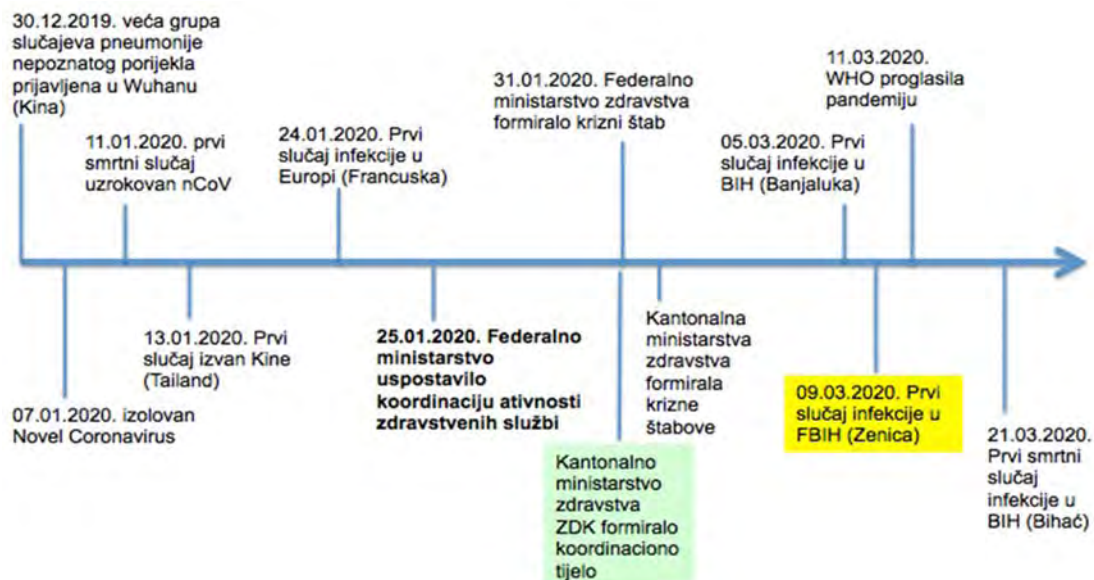 30.12.2019. veća grupa
slučajeva pneumonije
nepoznatog porijekla
prijavljena u Wuhanu
(Kina)
11.01.2020. prvi
smrtni slučaj
uzrokovan nCoV
24.01.2020. Prvi
slučaj infekcije u
Europi (Francuska)
31.01.2020. Federalno
ministarstvo zdravstva
formiralo krizni štab
05.03.2020. Prvi
slučaj infekcije u
BIH (Banjaluka)
11.03.2020.
WHO proglasila
pandemiju
07.01.2020. izolovan
Novel Coronavirus
13.01.2020. Prvi
slučaj izvan Kine
(Tailand)
25.01.2020. Federalno
ministarstvo
uspostavilo
koordinaciju ativnosti
zdravstvenih službi
Kantonalno
ministarstvo
zdravstva
ZDK formiralo
koordinaciono
tijelo
Kantonalna
ministarstva
zdravstva
formirala
krizne
štabove
09.03.2020. Prvi
slučaj infekcije u
FBIH (Zenica)
21.03.2020.
Prvi smrtni
slučaj
infekcije u
BIH (Bihać)